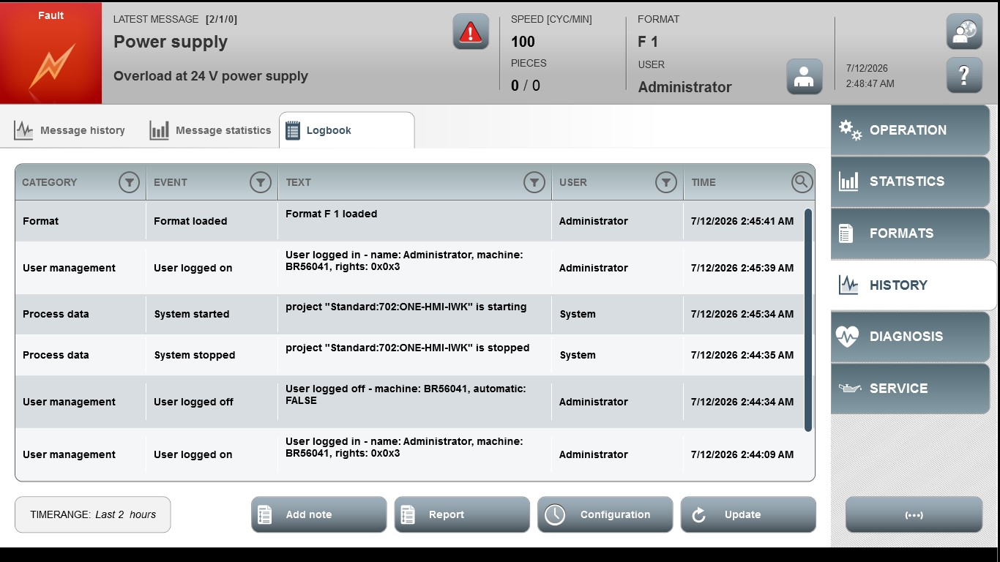 Fault
LATEST MESSAGE [2/1/0]
Power supply
Overload at 24 V power supply
SPEED [CYC/MIN]
100
PIECES
0 / 0
FORMAT
F 1
USER
Administrator
7/12/2026
2:48:47 AM
?
Message history
Message statistics
Logbook
CATEGORY EVENT TEXT USER TIME
Format Format loaded Format F 1 loaded Administrator 7/12/2026 2:45:41 AM
User management User logged on User logged in - name: Administrator, machine:
BR56041, rights: 0x0x3 Administrator 7/12/2026 2:45:39 AM
Process data System started project "Standard:702:ONE-HMI-IWK" is starting System 7/12/2026 2:45:34 AM
Process data System stopped project "Standard:702:ONE-HMI-IWK" is stopped System 7/12/2026 2:44:35 AM
User management User logged off User logged off - machine: BR56041, automatic:
FALSE Administrator 7/12/2026 2:44:34 AM
User management User logged on User logged in - name: Administrator, machine:
BR56041, rights: 0x0x3 Administrator 7/12/2026 2:44:09 AM
TIMERANGE: Last 2 hours
Add note
Report
Configuration
Update
OPERATION
STATISTICS
FORMATS
HISTORY
DIAGNOSIS
SERVICE
(•••)